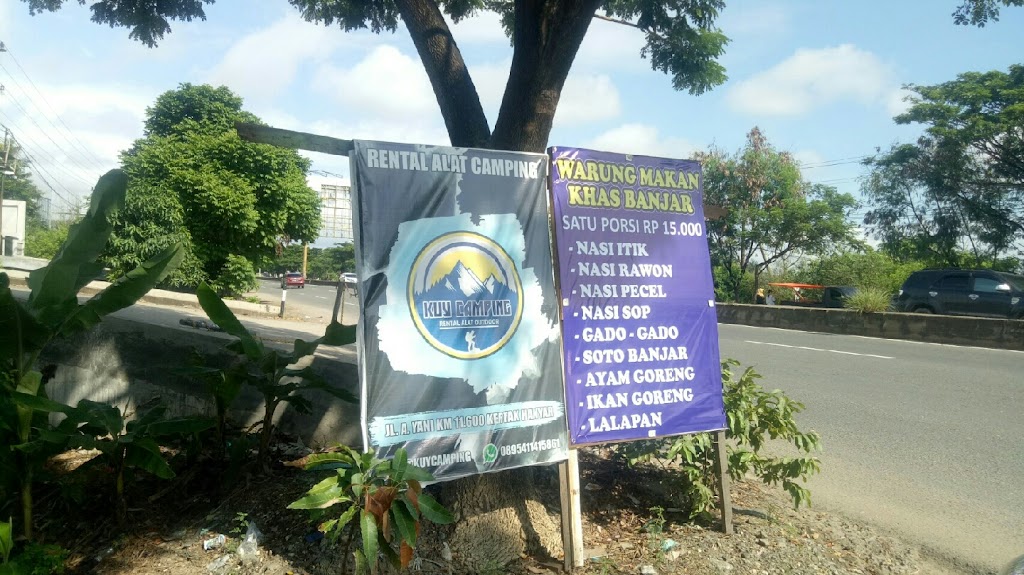 RENTAL ALAT CAMPING
KUY CAMPING
RENTAL ALAT OUTDOOR
JL. A. YANI KM 11.600 KERTAK HANYAR
KUYCAMPING
0895411415861
WARUNG MAKAN
KHAS BANJAR
SATU PORSI RP 15.000
- NASI ITIK
- NASI RAWON
- NASI PECEL
- NASI SOP
- GADO - GADO
- SOTO BANJAR
- AYAM GORENG
- IKAN GORENG
- LALAPAN